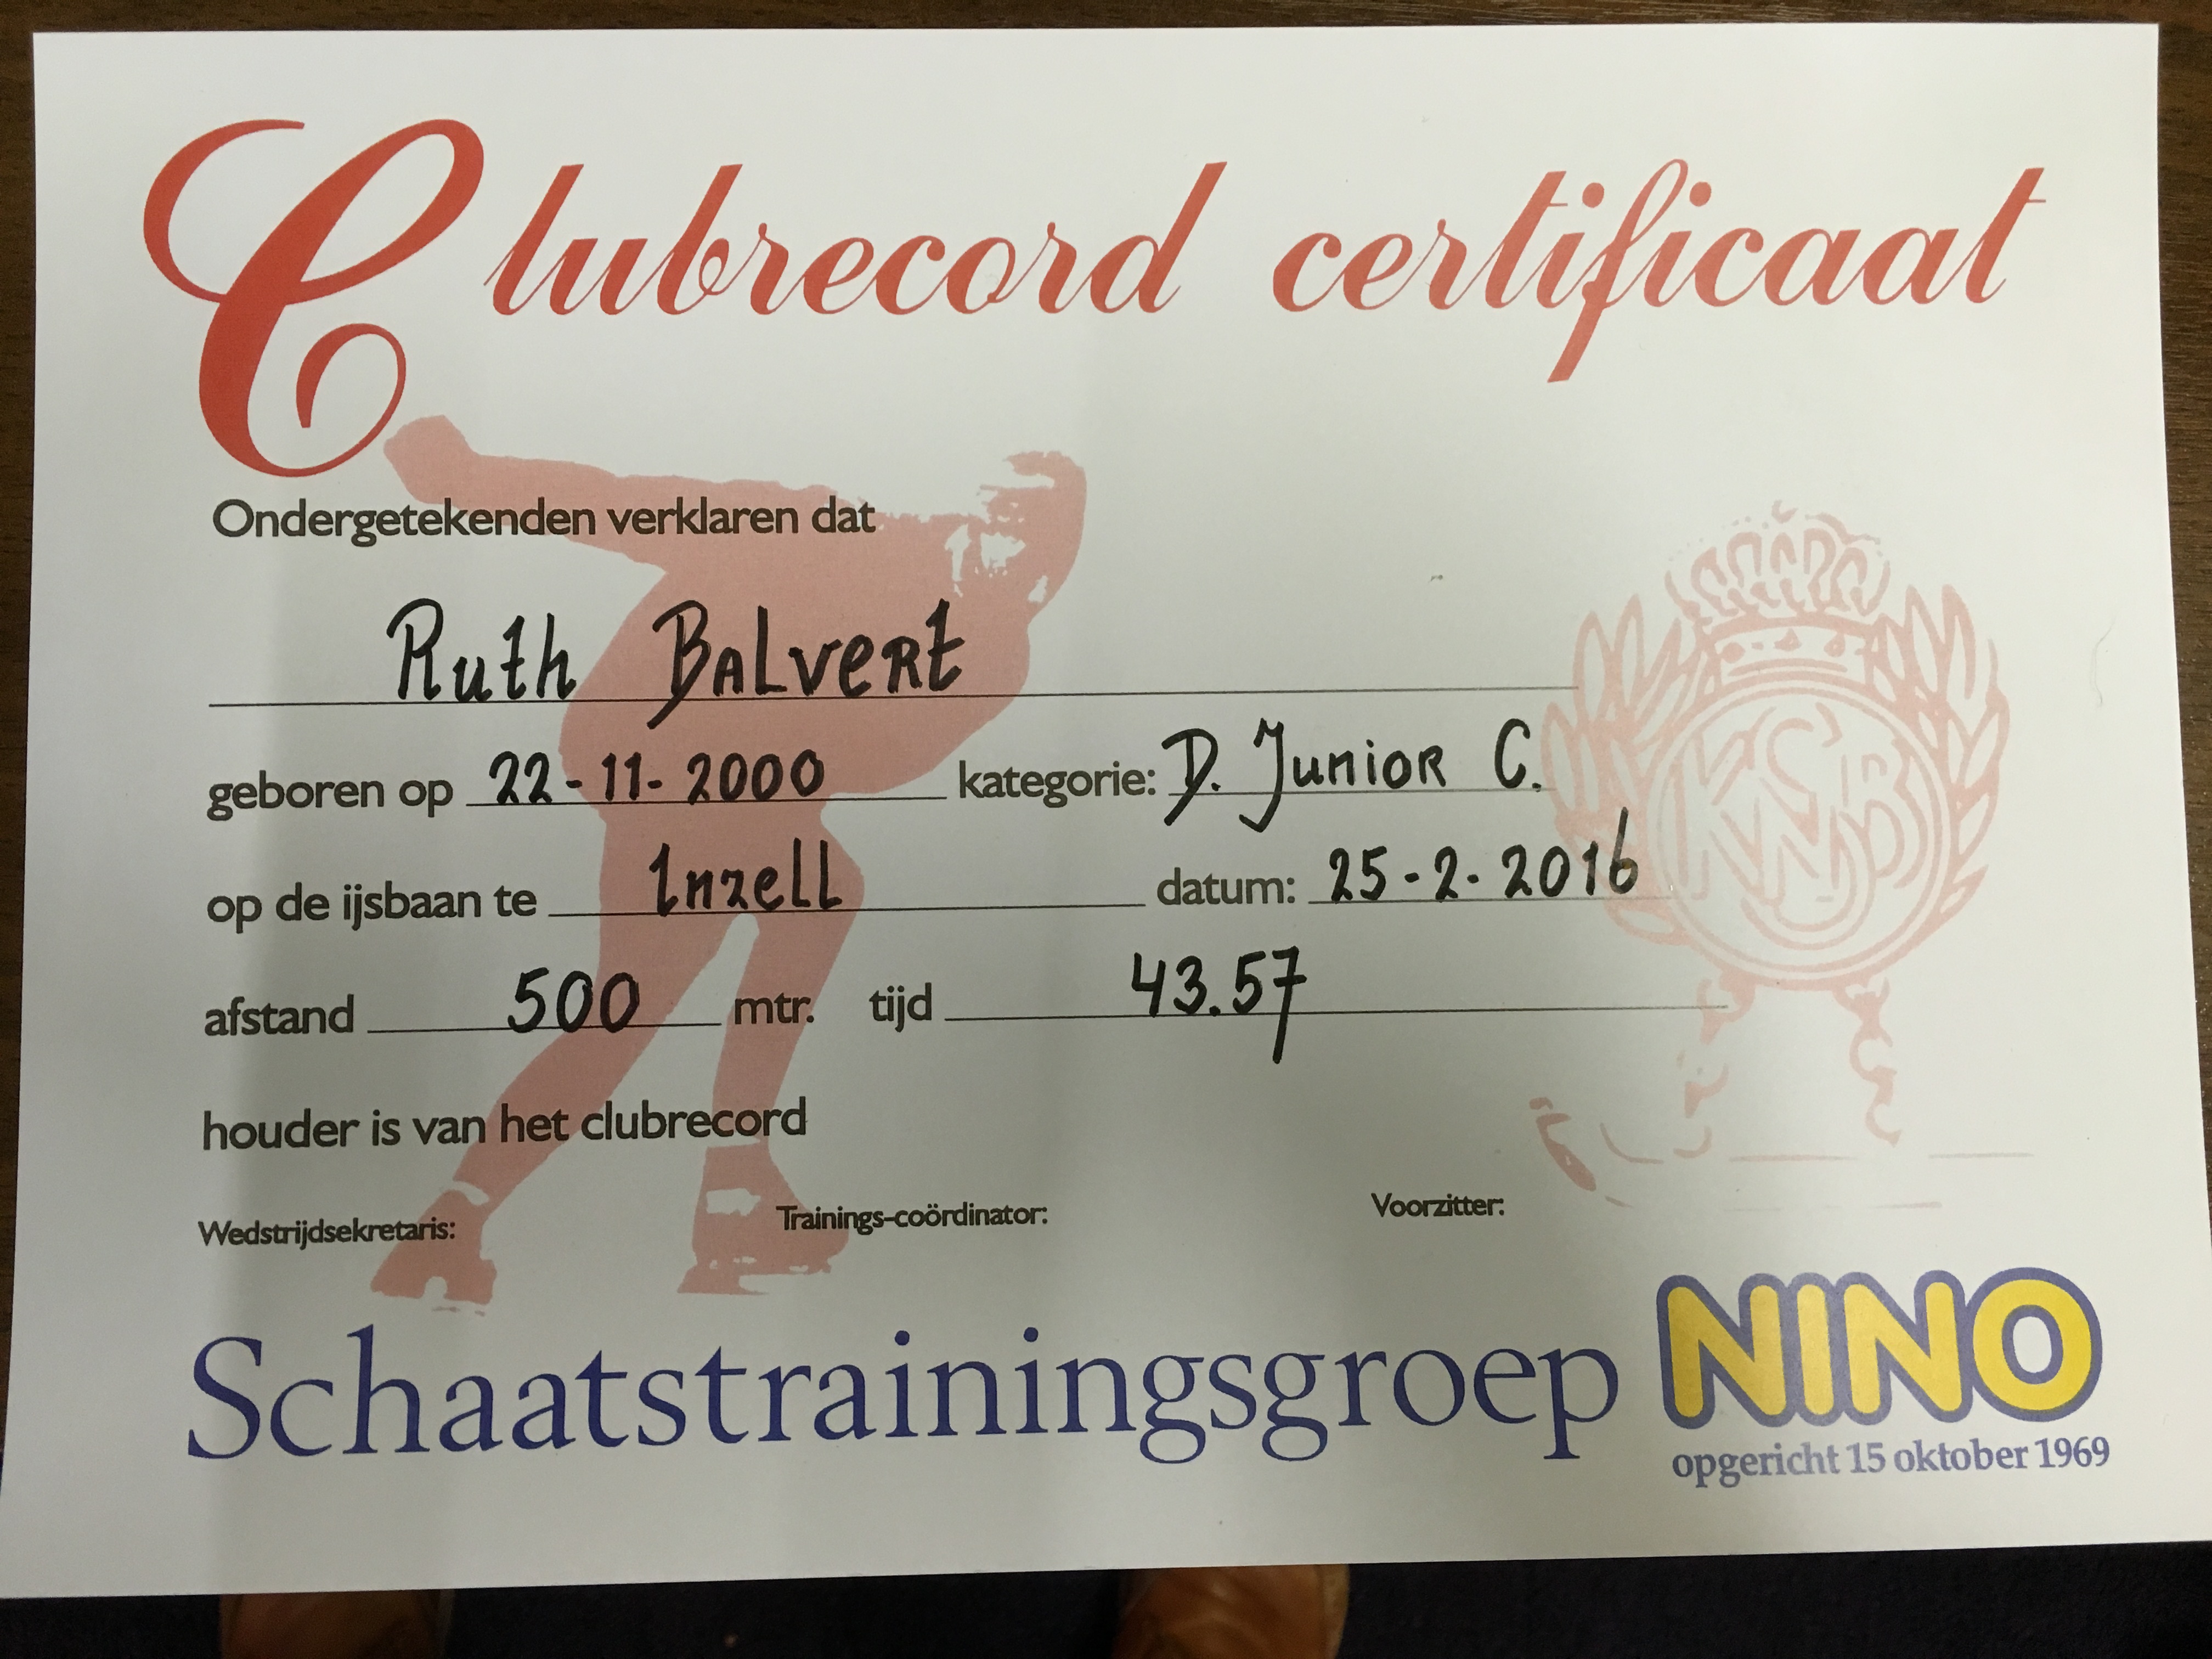 Clubrecord certificaat
Ondergetekenden verklaren dat
Ruth Balvert
geboren op 22-11-2000 kategorie: D. Junior C.
op de ijsbaan te Inzell datum: 25-2-2016
afstand 500 mtr. tijd 43.57
houder is van het clubrecord
Wedstrijdsekretaris: Trainings-coördinator: Voorzitter:
Schaatstrainingsgroep NINO
opgericht 15 oktober 1969
KNSB